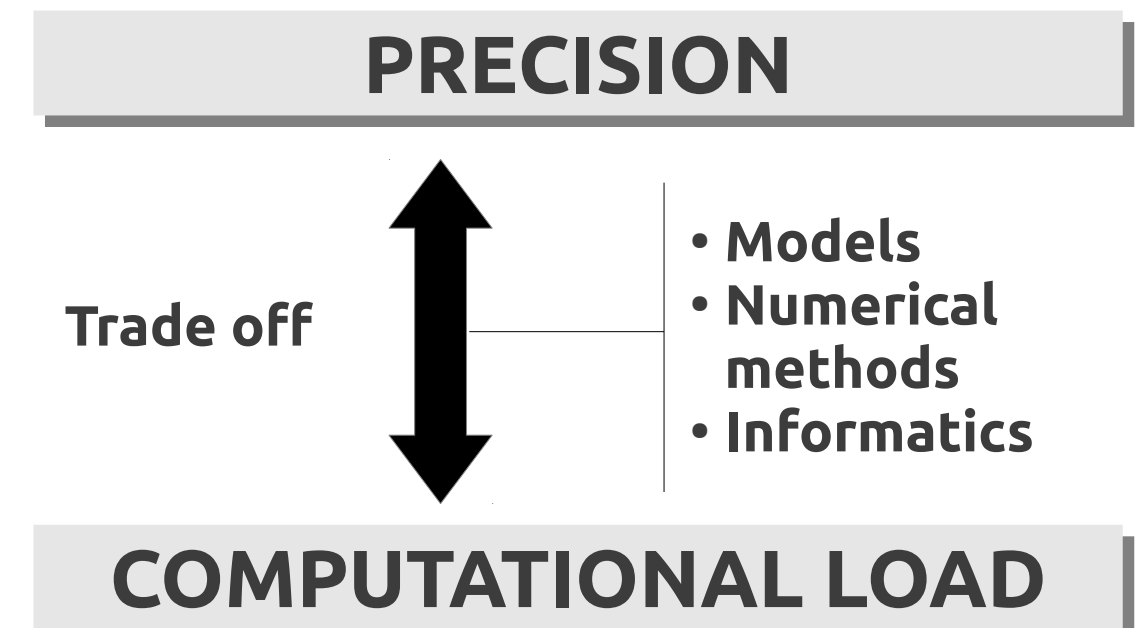 PRECISION
Trade off
• Models
• Numerical
methods
• Informatics
COMPUTATIONAL LOAD